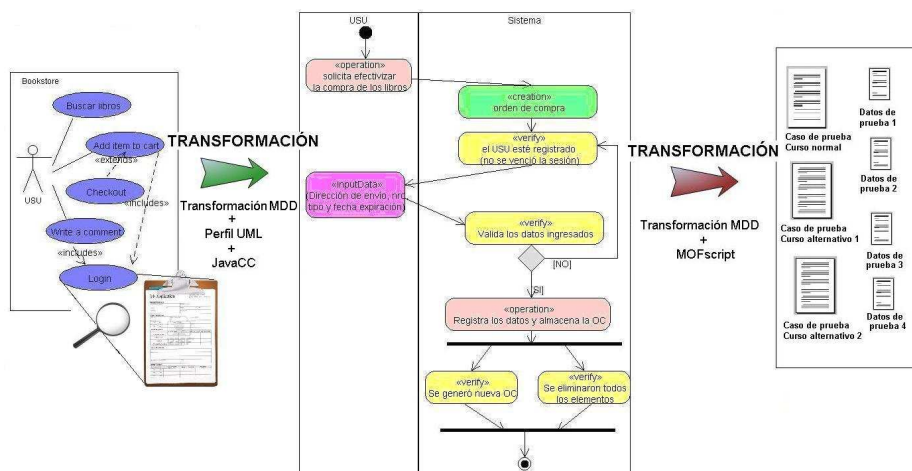 Bookstore
Buscar libros
Add item to cart
«extends»
Checkout
USU
«includes»
Write a comment
«includes»
Login
TRANSFORMACIÓN
Transformación MDD
+
Perfil UML
+
JavaCC
USU
Sistema
«operation»
solicita efectivizar
la compra de los libros
«creation»
orden de compra
«verify»
el USU esté registrado
(no se venció la sesión)
«inputData»
(Dirección de envío, nrc,
tipo y fecha expiración)
«verify»
Valida los datos ingresados
[NO]
SI]
«operation»
Registra los datos y almacena la OC
«verify»
Se generó nueva OC
«verify»
Se eliminaron todos
los elementos
TRANSFORMACIÓN
Transformación MDD
+
MOFscript
Caso de prueba
Curso normal
Datos de
prueba 1
Datos de
prueba 2
Caso de prueba
Curso alternativo 1
Datos de
prueba 3
Caso de prueba
Curso alternativo 2
Datos de
prueba 4